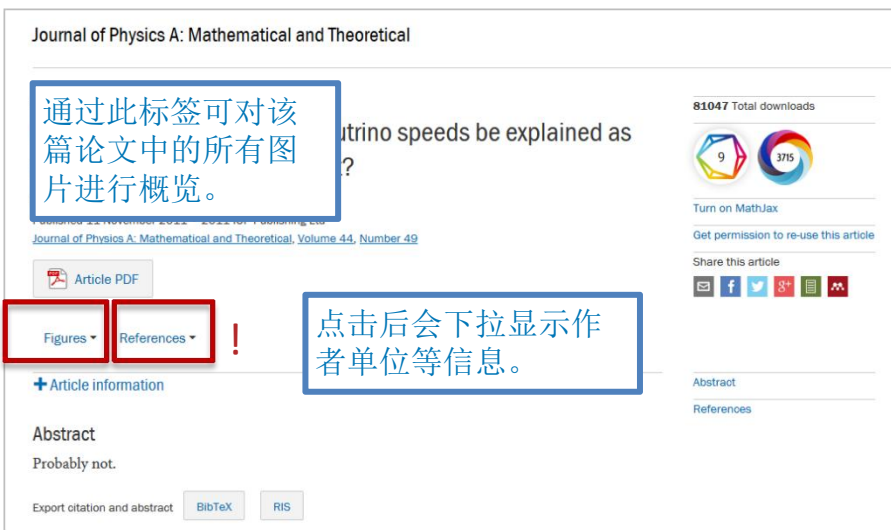 Journal of Physics A: Mathematical and Theoretical
通过此标签可对该
篇论文中的所有图
片进行概览。
utrino speeds be explained as
?
Journal of Physics A: Mathematical and Theoretical, Volume 44, Number 49
Article PDF
Figures
References
!
点击后会下拉显示作
者单位等信息。
+Article information
Abstract
Probably not.
Export citation and abstract
BibTeX
RIS
81047 Total downloads
9
3715
Turn on MathJax
Get permission to re-use this article
Share this article
f
g+
Abstract
References